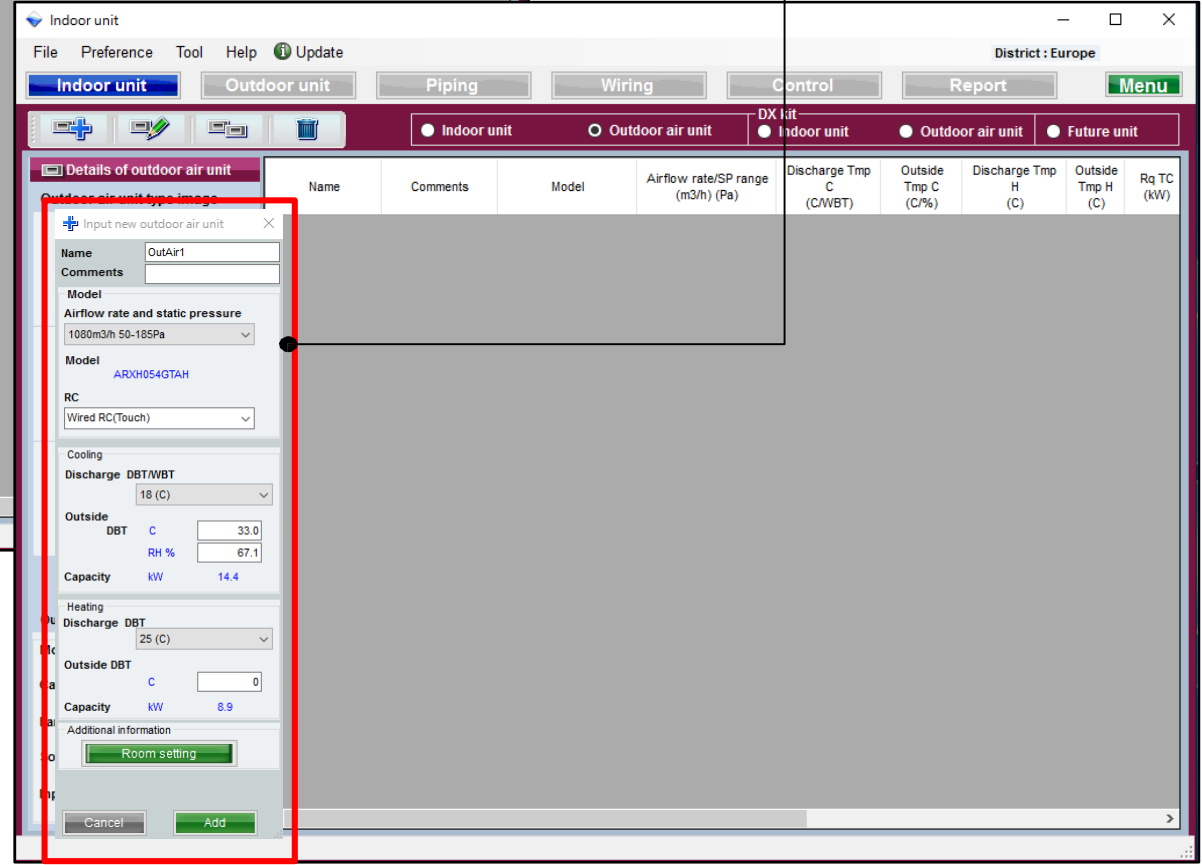 Indoor unit
File Preference Tool Help Update District : Europe
Indoor unit Outdoor unit Piping Wiring Control Report Menu
DX kit
Indoor unit Outdoor air unit Indoor unit Outdoor air unit Future unit
Details of outdoor air unit
Outdoor air unit type image
Name Comments Model Airflow rate/SP range (m3/h) (Pa) Discharge Tmp C (C/WBT) Outside Tmp C (C/%) Discharge Tmp H (C) Outside Tmp H (C) Rq TC (kW)
Input new outdoor air unit
Name OutAir1
Comments
Model
Airflow rate and static pressure
1080m3/h 50-185Pa
Model
ARXH054GTAH
RC
Wired RC(Touch)
Cooling
Discharge DBT/WBT
18 (C)
Outside
DBT C 33.0
RH % 67.1
Capacity kW 14.4
Heating
Discharge DBT
25 (C)
Outside DBT
C 0
Capacity kW 8.9
Additional information
Room setting
Cancel Add